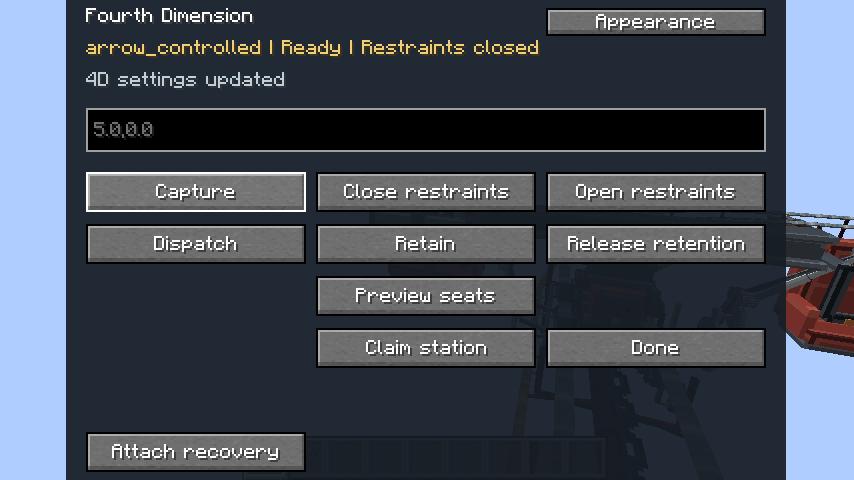 Fourth Dimension
Appearance
arrow_controlled | Ready | Restraints closed
4D settings updated
5.0,0.0
Capture
Close restraints
Open restraints
Dispatch
Retain
Release retention
Preview seats
Claim station
Done
Attach recovery